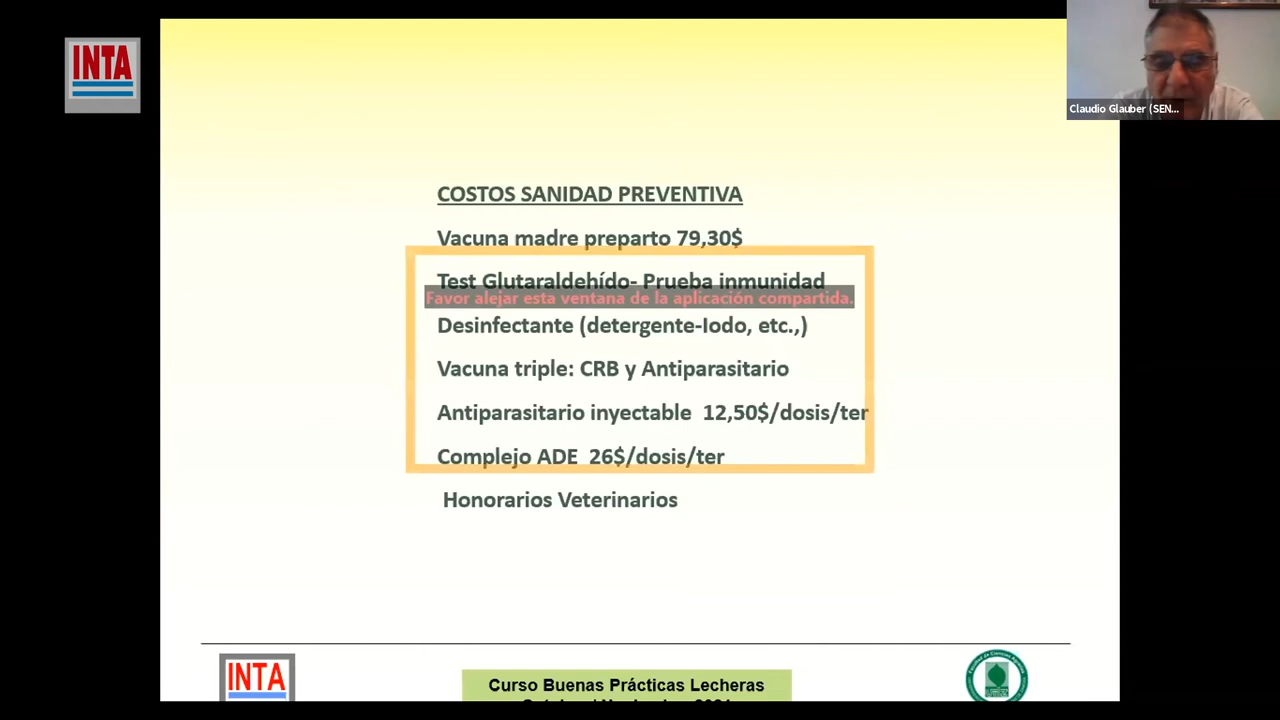 INTA
Claudio Glauber (SEN...
COSTOS SANIDAD PREVENTIVA
Vacuna madre preparto 79,30$
Test Glutaraldehído- Prueba inmunidad
Favor alejar esta ventana de la aplicación compartida.
Desinfectante (detergente-Iodo, etc.,)
Vacuna triple: CRB y Antiparasitario
Antiparasitario inyectable 12,50$/dosis/ter
Complejo ADE 26$/dosis/ter
Honorarios Veterinarios
INTA
Curso Buenas Prácticas Lecheras